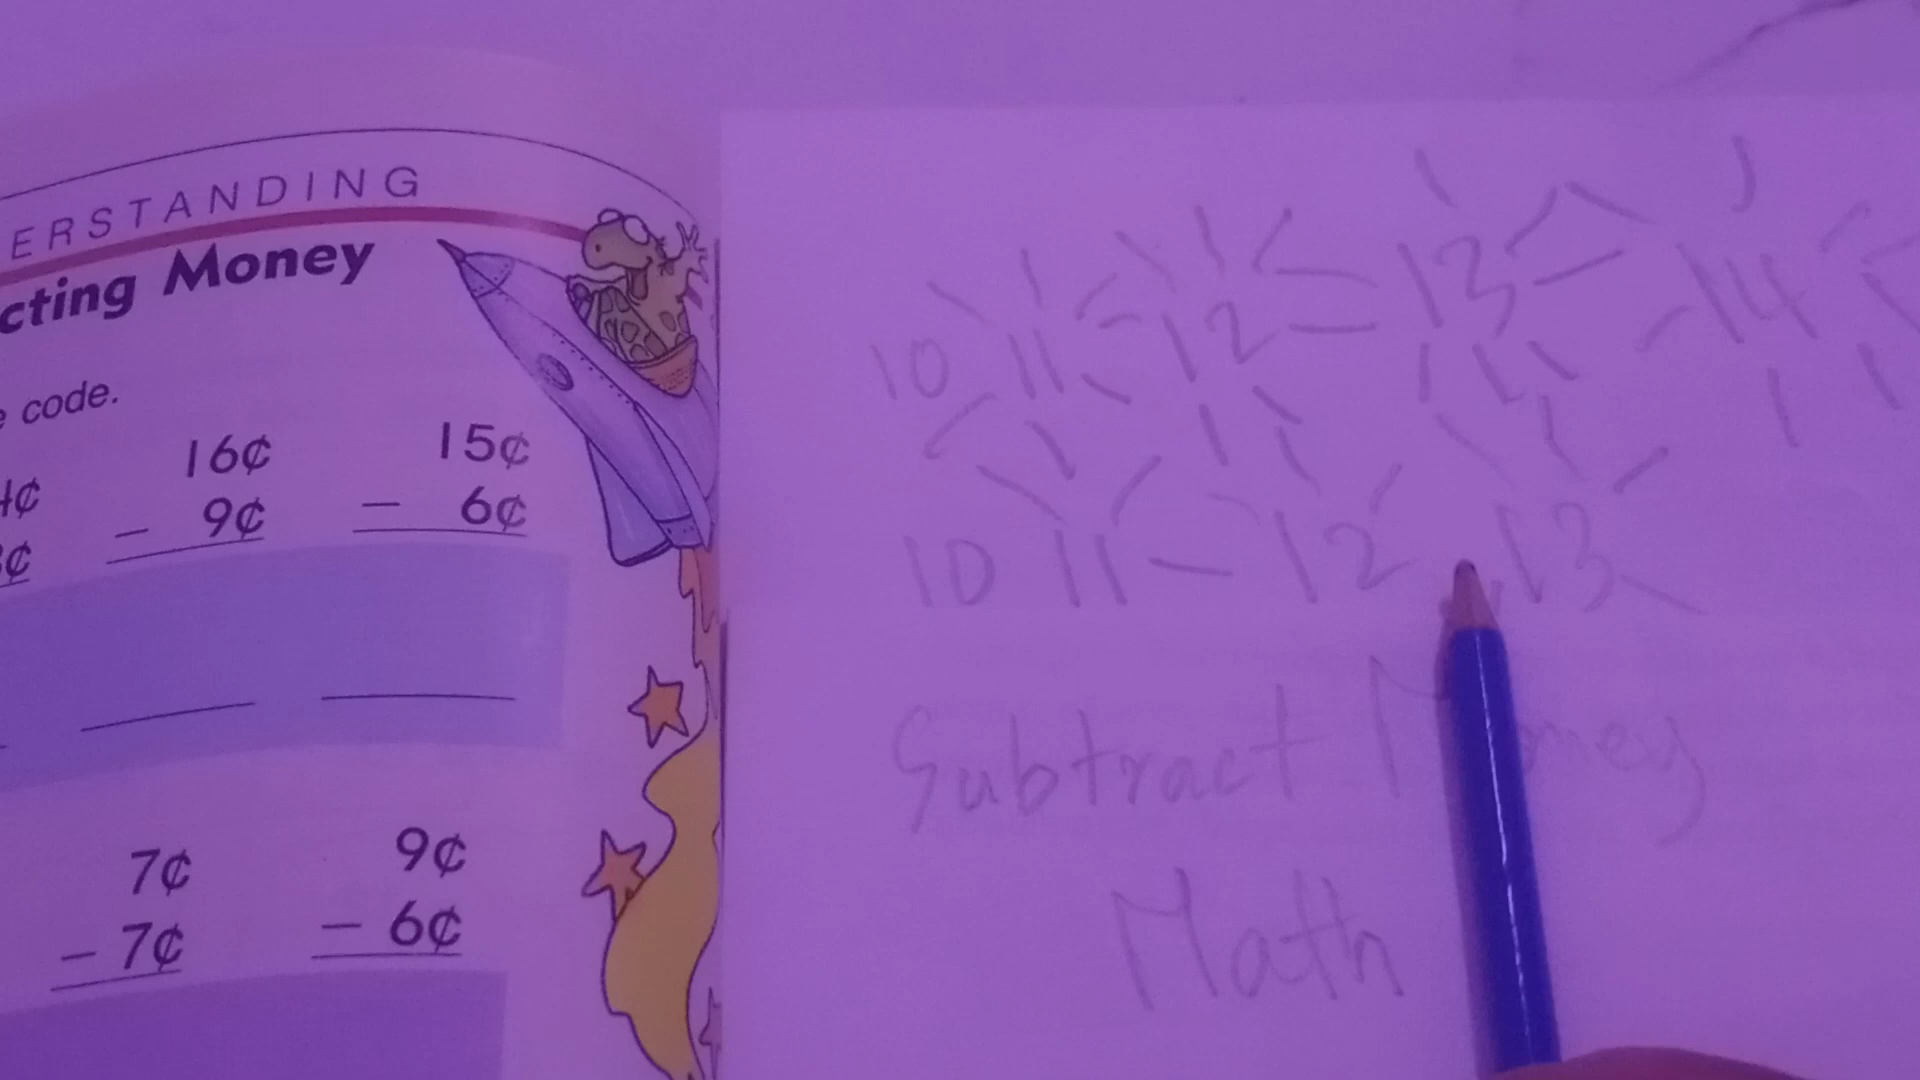 ERSTANDING
cting Money
code.
4¢ 16¢ 15¢
¢ - 9¢ - 6¢
7¢ 9¢
- 7¢ - 6¢
10 11 12 13 14
10 11 12 13
Subtract Money
Math